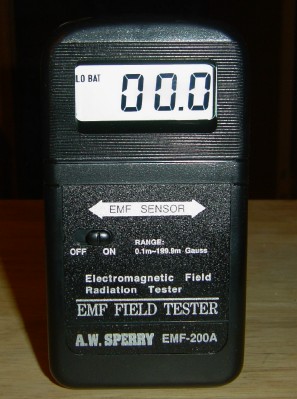 LO BAT 00.0
EMF SENSOR
OFF ON
RANGE:
0.1m~199.9m Gauss
Electromagnetic Field
Radiation Tester
EMF FIELD TESTER
A.W. SPERRY EMF-200A